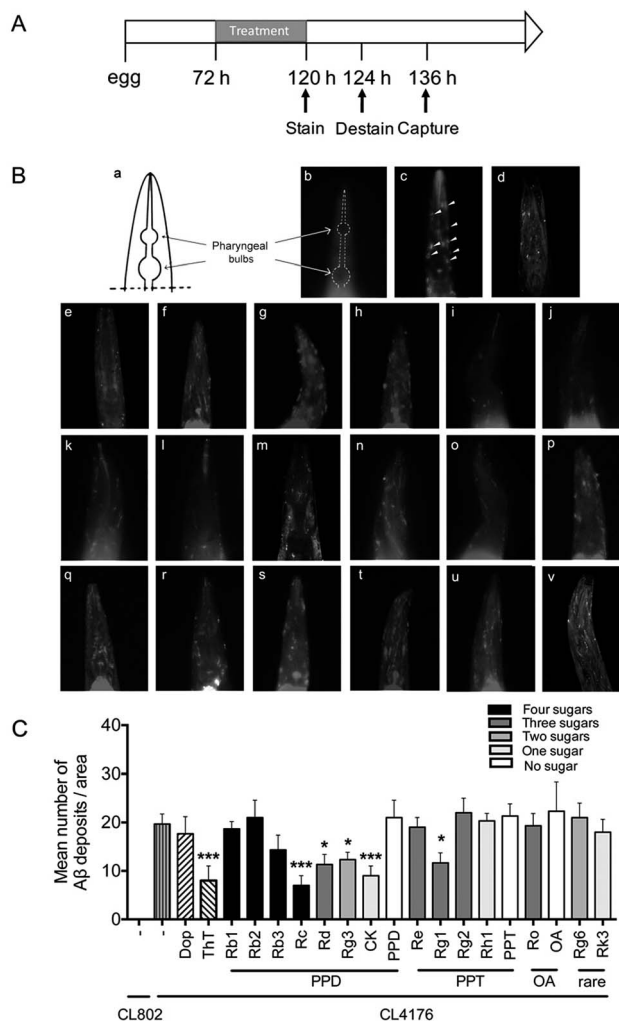 A
Treatment
egg 72 h 120 h 124 h 136 h
Stain Destain Capture
B
a b c d
Pharyngeal
bulbs
e f g h i j
k l m n o p
q r s t u v
C
Four sugars
Three sugars
Two sugars
One sugar
No sugar
Mean number of
Aβ deposits / area
40
30
20
10
0
*** *** * * *** *
- - Dop ThT Rb1 Rb2 Rb3 Rc Rd Rg3 CK PPD Re Rg1 Rg2 Rh1 PPT Ro OA Rg6 Rk3
PPD PPT OA rare
CL802 CL4176